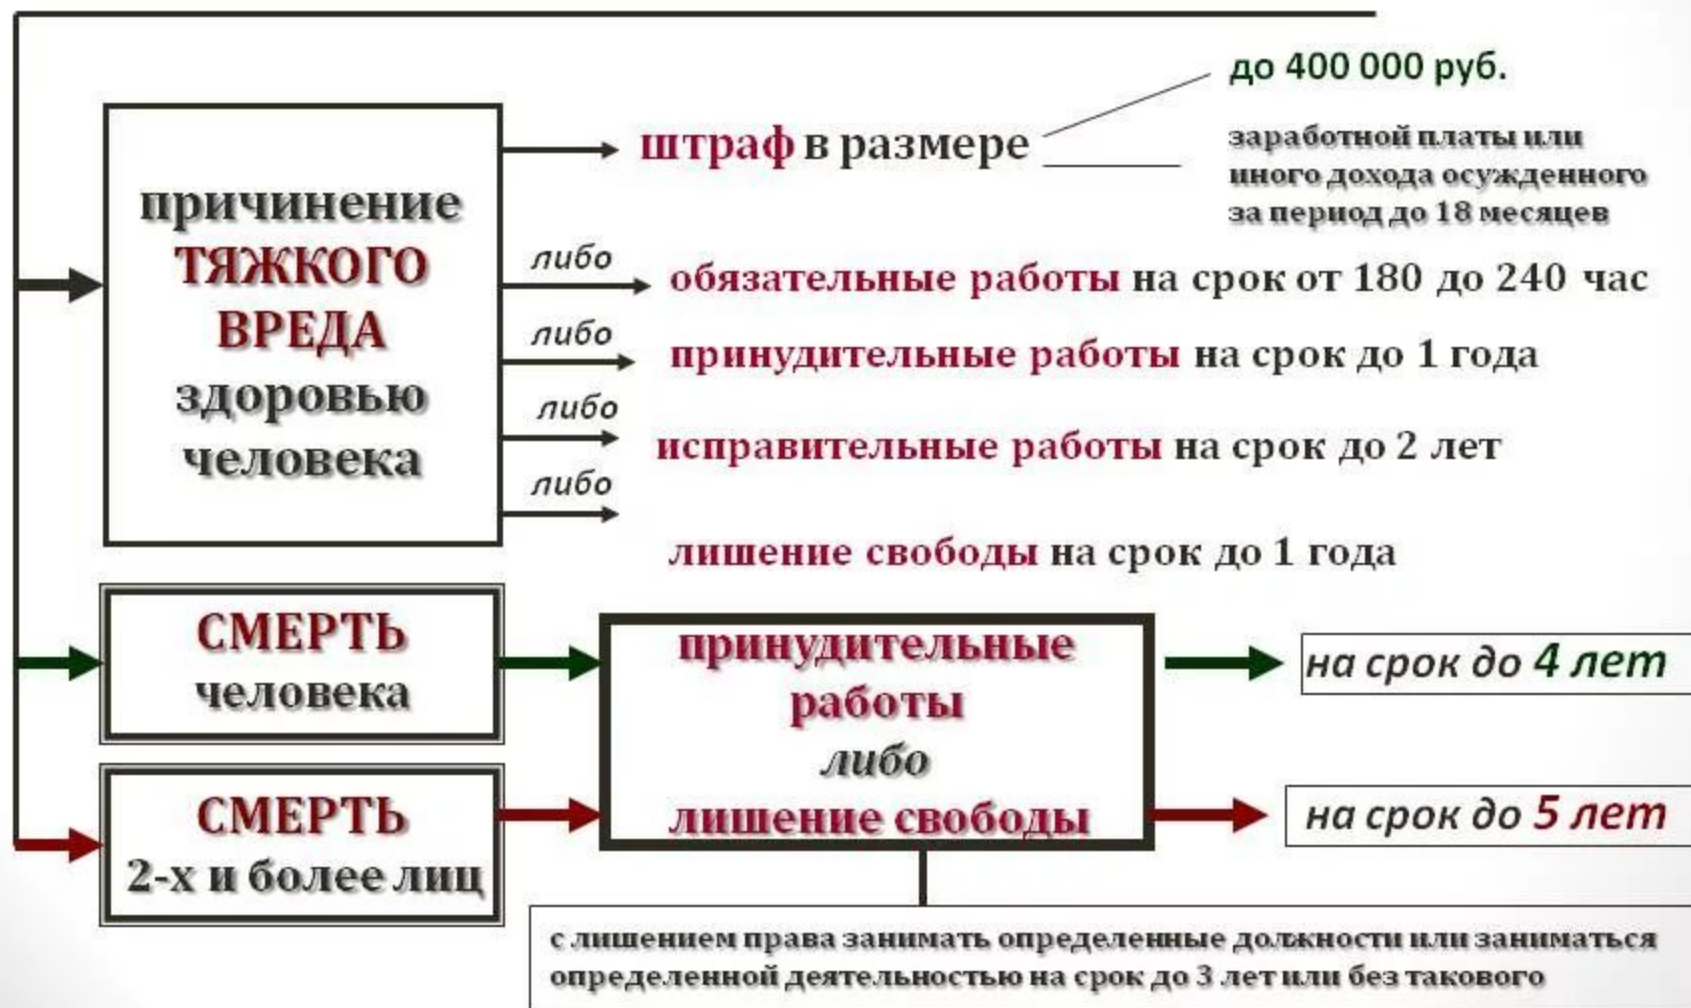 до 400 000 руб.
штраф в размере
заработной платы или
иного дохода осужденного
за период до 18 месяцев
причинение
ТЯЖКОГО
ВРЕДА
здоровью
человека
либо
обязательные работы на срок от 180 до 240 час
либо
принудительные работы на срок до 1 года
либо
исправительные работы на срок до 2 лет
либо
лишение свободы на срок до 1 года
СМЕРТЬ
человека
принудительные
работы
либо
лишение свободы
на срок до 4 лет
СМЕРТЬ
2-х и более лиц
на срок до 5 лет
с лишением права занимать определенные должности или заниматься
определенной деятельностью на срок до 3 лет или без такового